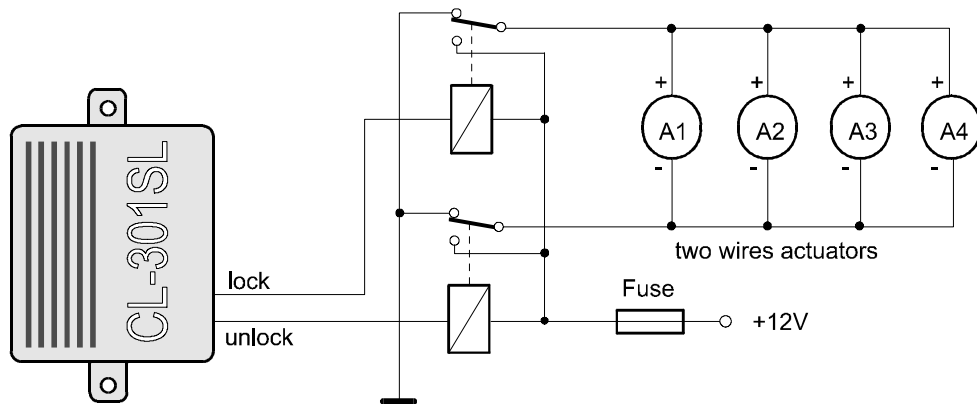 + + + +
A1 A2 A3 A4
- - - -
CL-301SL
two wires actuators
lock
Fuse
unlock
+12V